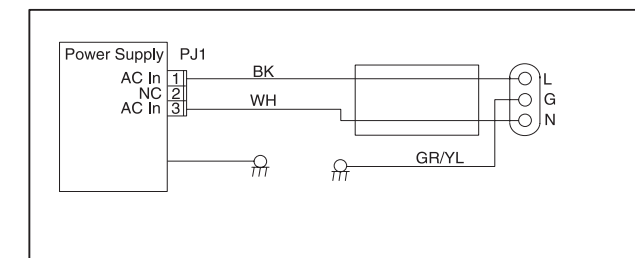 Power Supply PJ1
AC In 1 BK L
NC 2 G
AC In 3 WH N
GR/YL